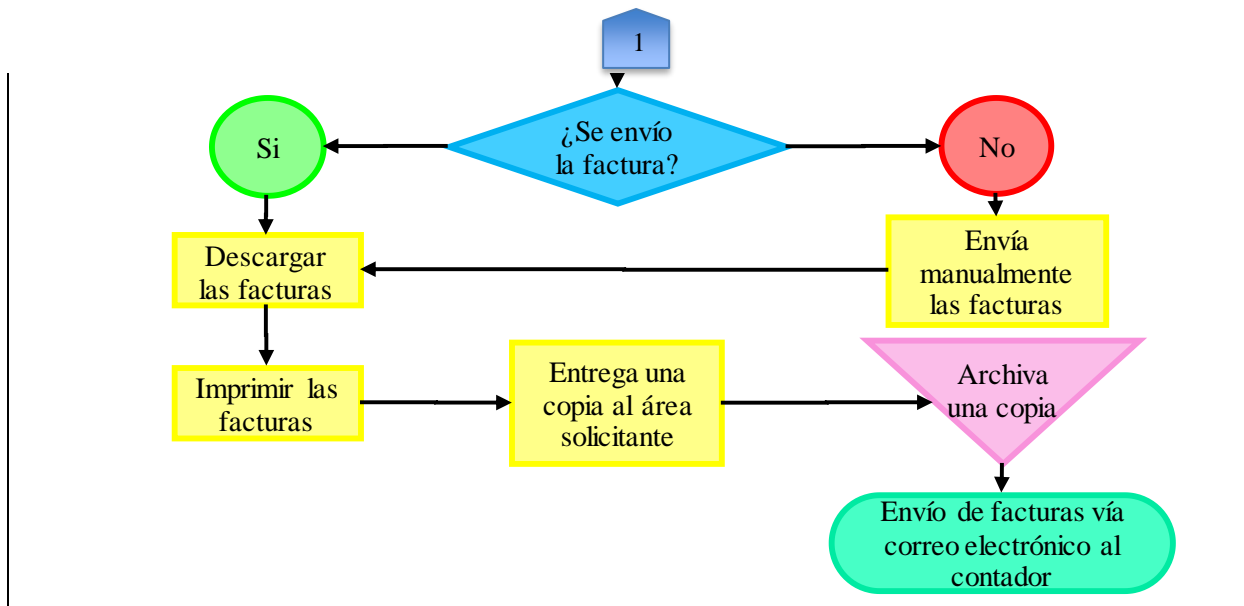 1
¿Se envío
la factura?
Si
No
Descargar
las facturas
Envía
manualmente
las facturas
Imprimir las
facturas
Entrega una
copia al área
solicitante
Archiva
una copia
Envío de facturas vía
correo electrónico al
contador